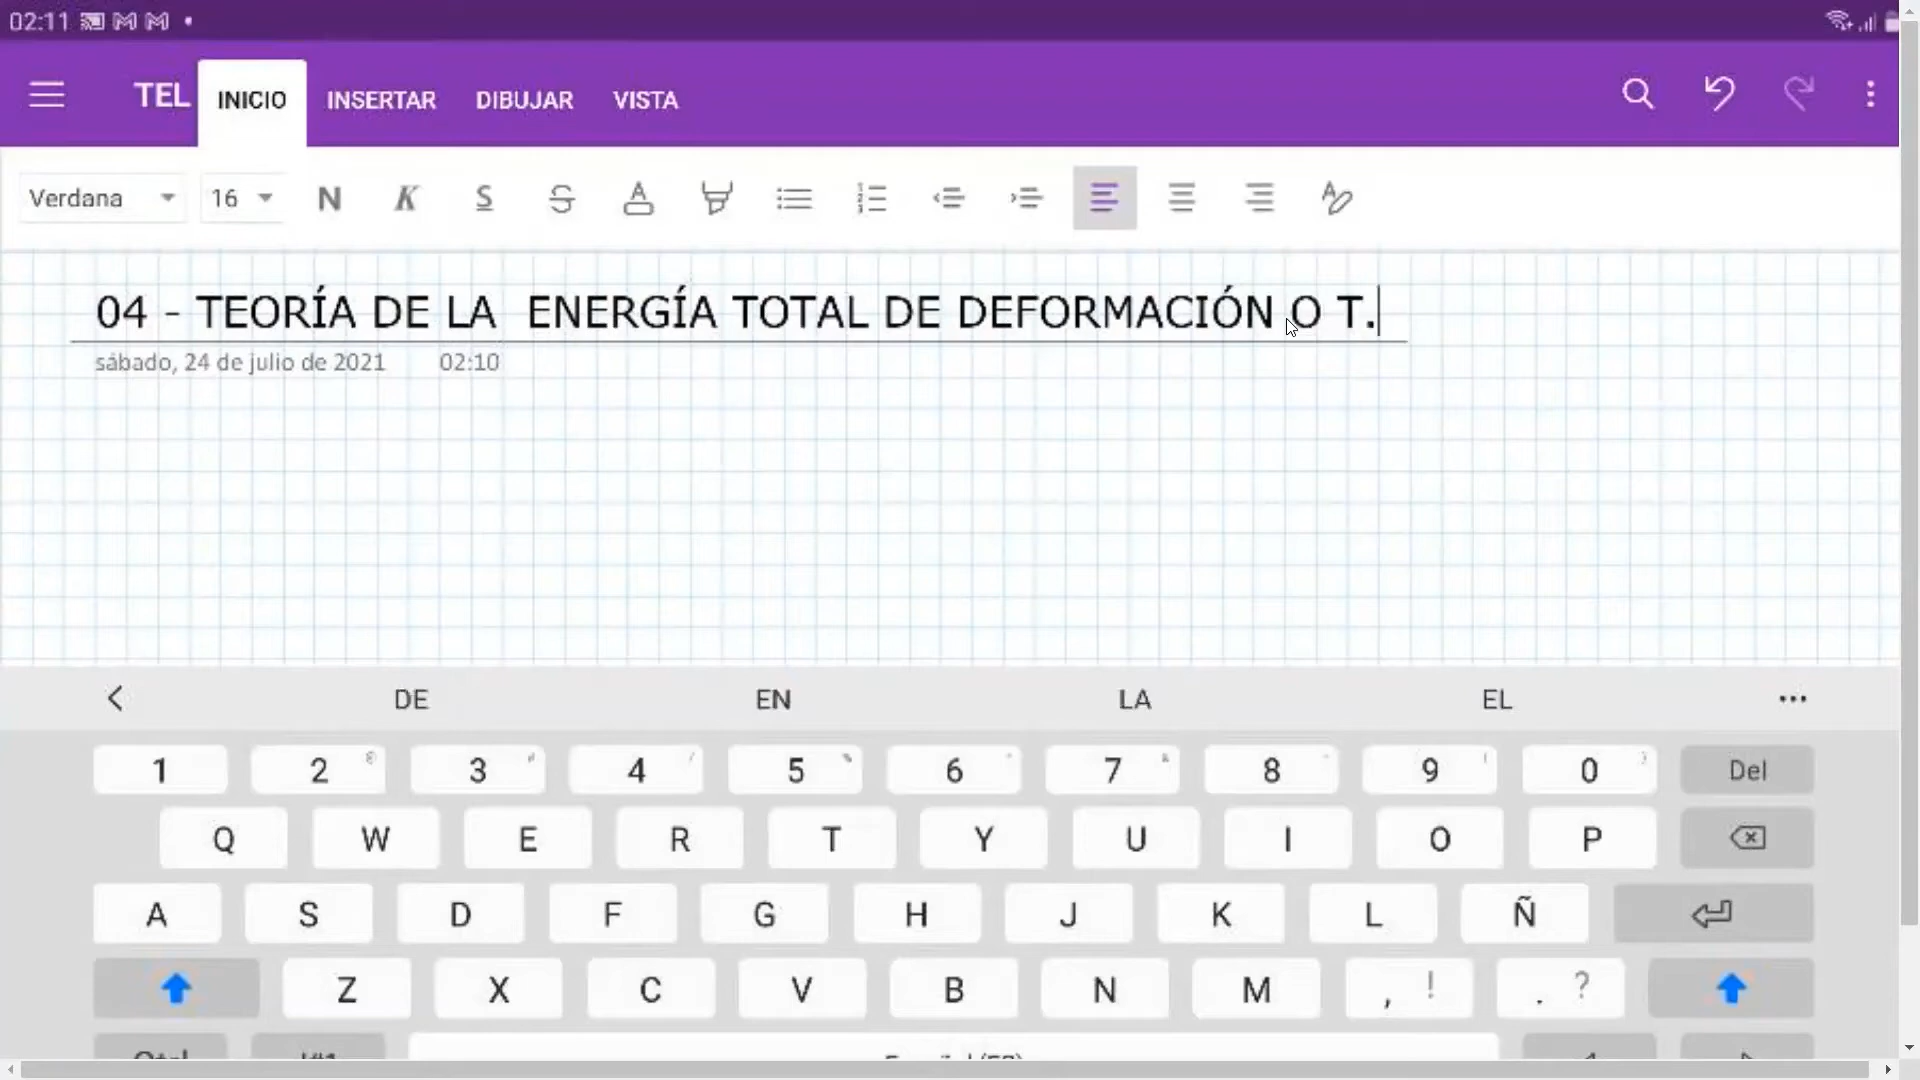 02:11
TEL INICIO INSERTAR DIBUJAR VISTA
Verdana 16 N K S
04 - TEORÍA DE LA  ENERGÍA TOTAL DE DEFORMACIÓN O T.
sábado, 24 de julio de 2021 02:10
DE EN LA EL
1 2 3 4 5 6 7 8 9 0 Del
Q W E R T Y U I O P
A S D F G H J K L Ñ
Z X C V B N M , ! . ?